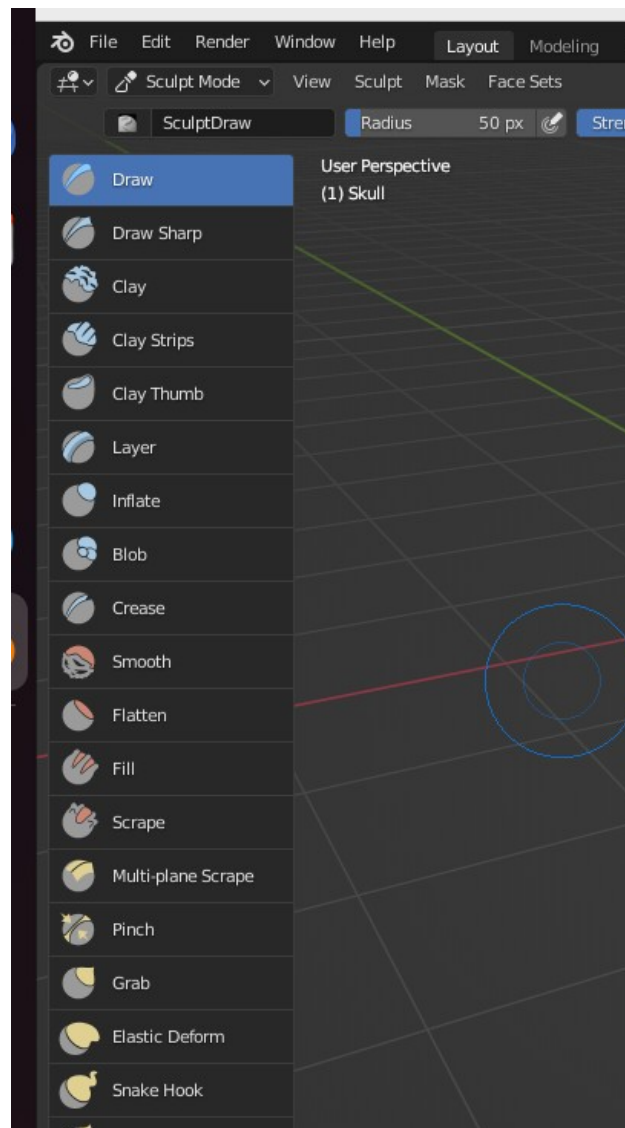 File Edit Render Window Help Layout Modeling
Sculpt Mode View Sculpt Mask Face Sets
SculptDraw Radius 50 px
User Perspective
(1) Skull
Draw
Draw Sharp
Clay
Clay Strips
Clay Thumb
Layer
Inflate
Blob
Crease
Smooth
Flatten
Fill
Scrape
Multi-plane Scrape
Pinch
Grab
Elastic Deform
Snake Hook